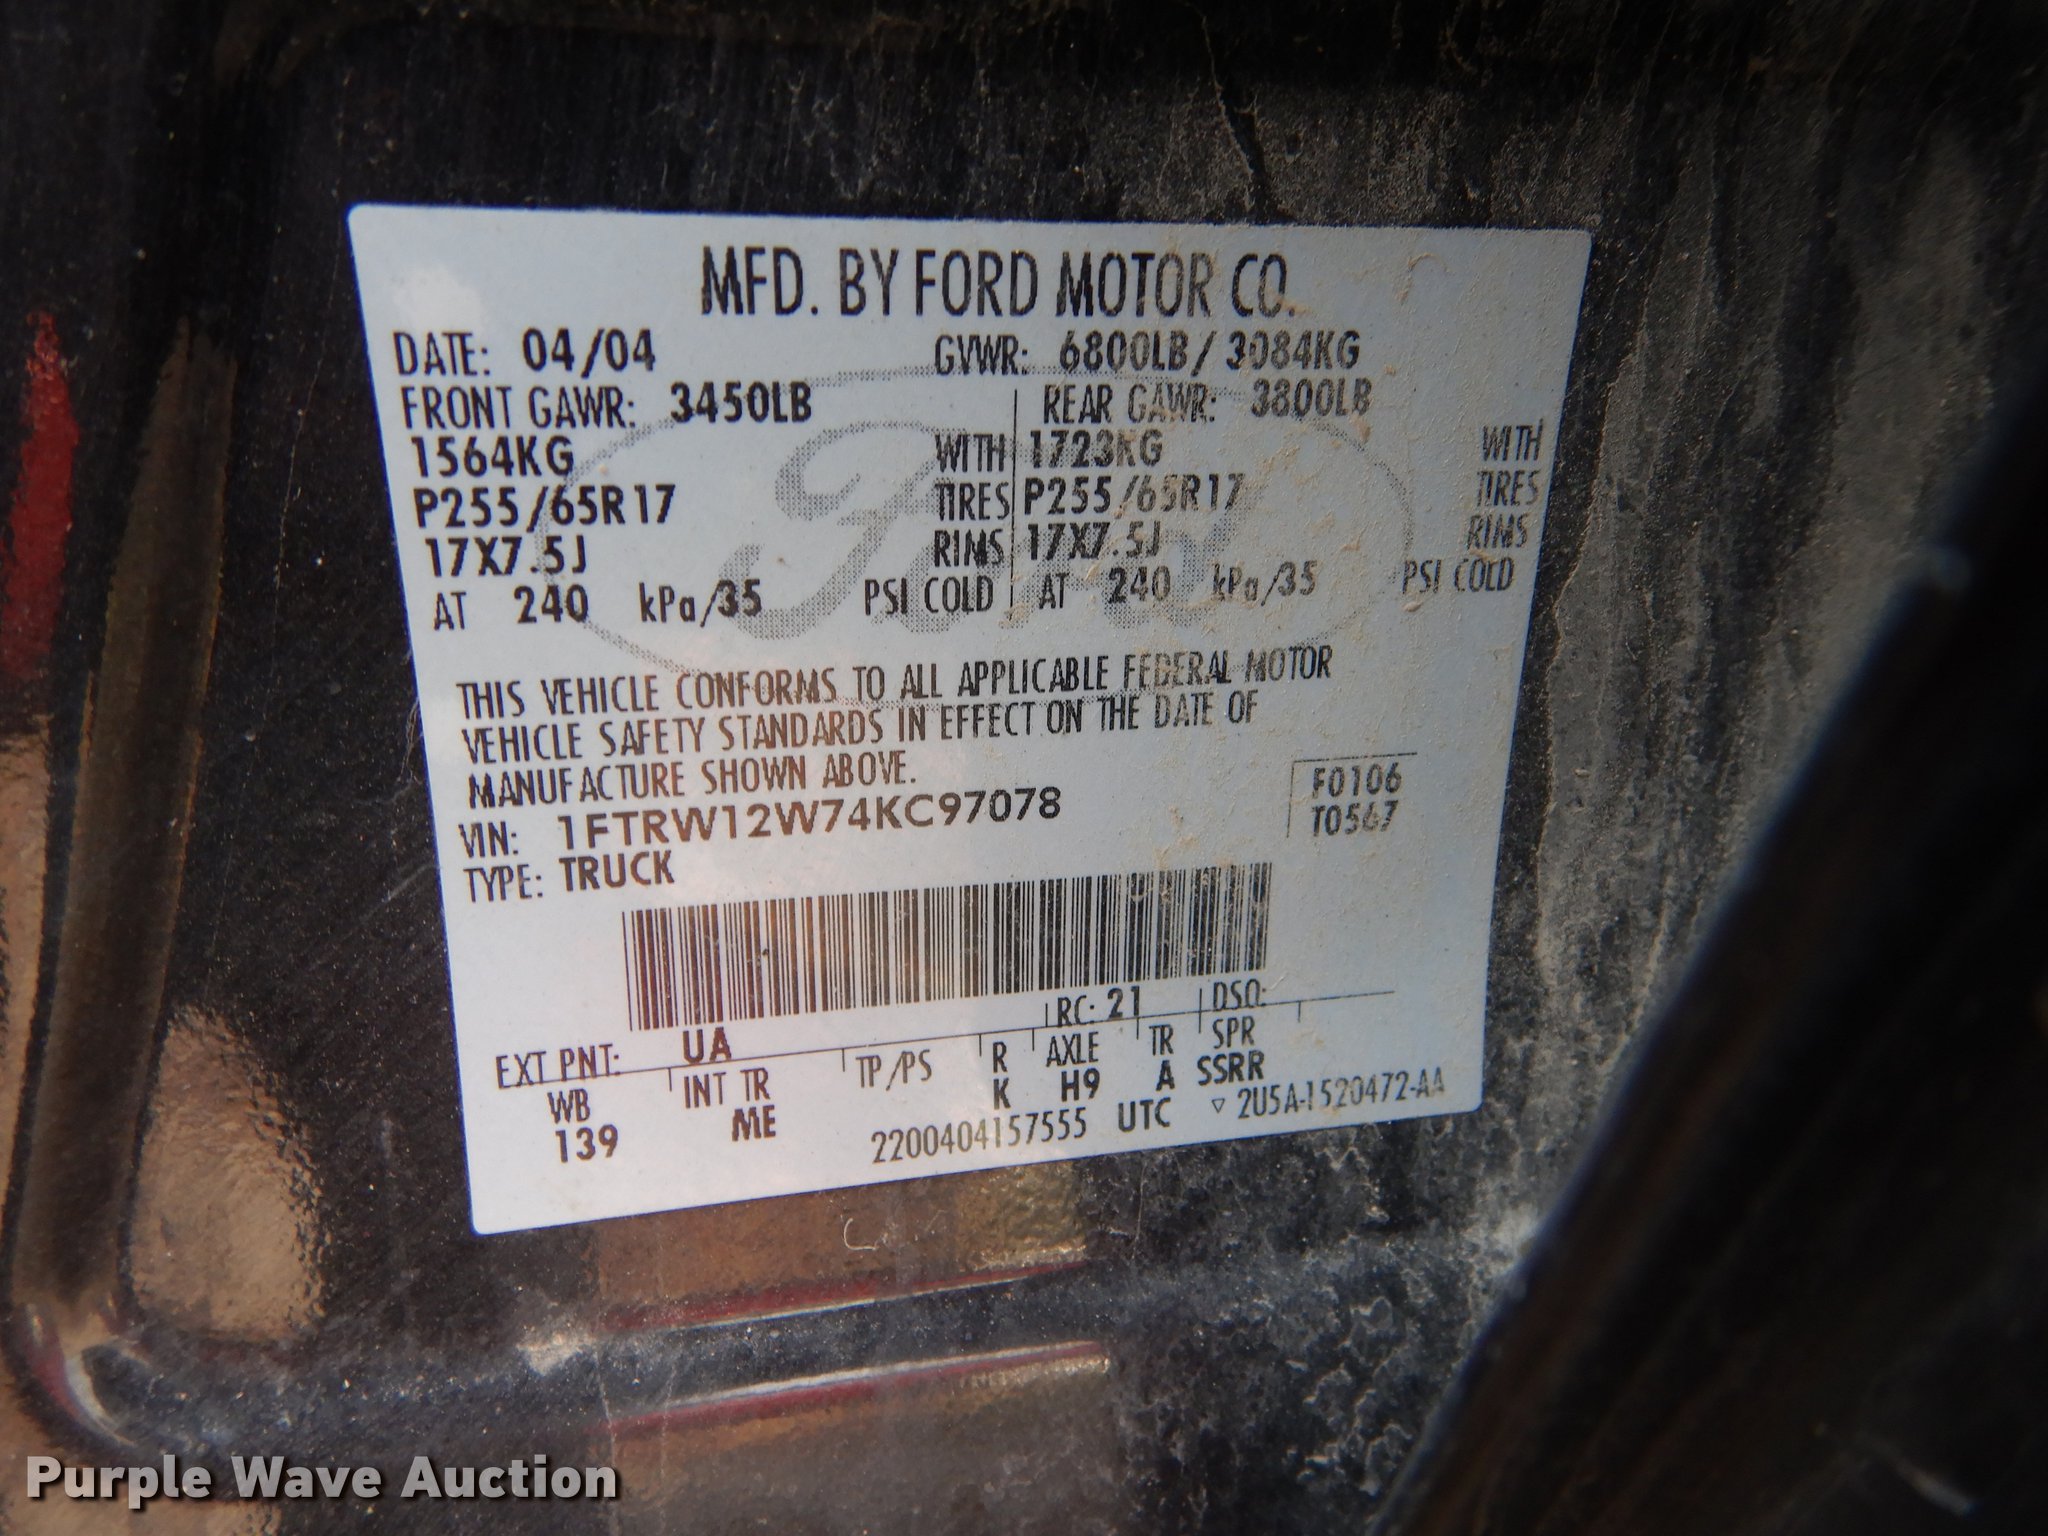 MFD. BY FORD MOTOR CO.
DATE: 04/04 GVWR: 6800LB/ 3084KG
FRONT GAWR: 3450LB REAR GAWR: 3800LB
1564KG WITH 1723KG WITH
P255/65R17 TIRES P255/65R17 TIRES
17X7.5J RIMS 17X7.5J RIMS
AT 240 kPa/35 PSI COLD AT 240 kPa/35 PSI COLD
Ford
THIS VEHICLE CONFORMS TO ALL APPLICABLE FEDERAL MOTOR
VEHICLE SAFETY STANDARDS IN EFFECT ON THE DATE OF
MANUFACTURE SHOWN ABOVE.
F0106
VIN: 1FTRW12W74KC97078 T0567
TYPE: TRUCK
EXT PNT: UA RC: 21 DSO:
WB INT TR TP/PS R AXLE TR SPR
139 ME K H9 A SSRR
2200404157555 UTC ▽ 2U5A-1520472-AA
Purple Wave Auction